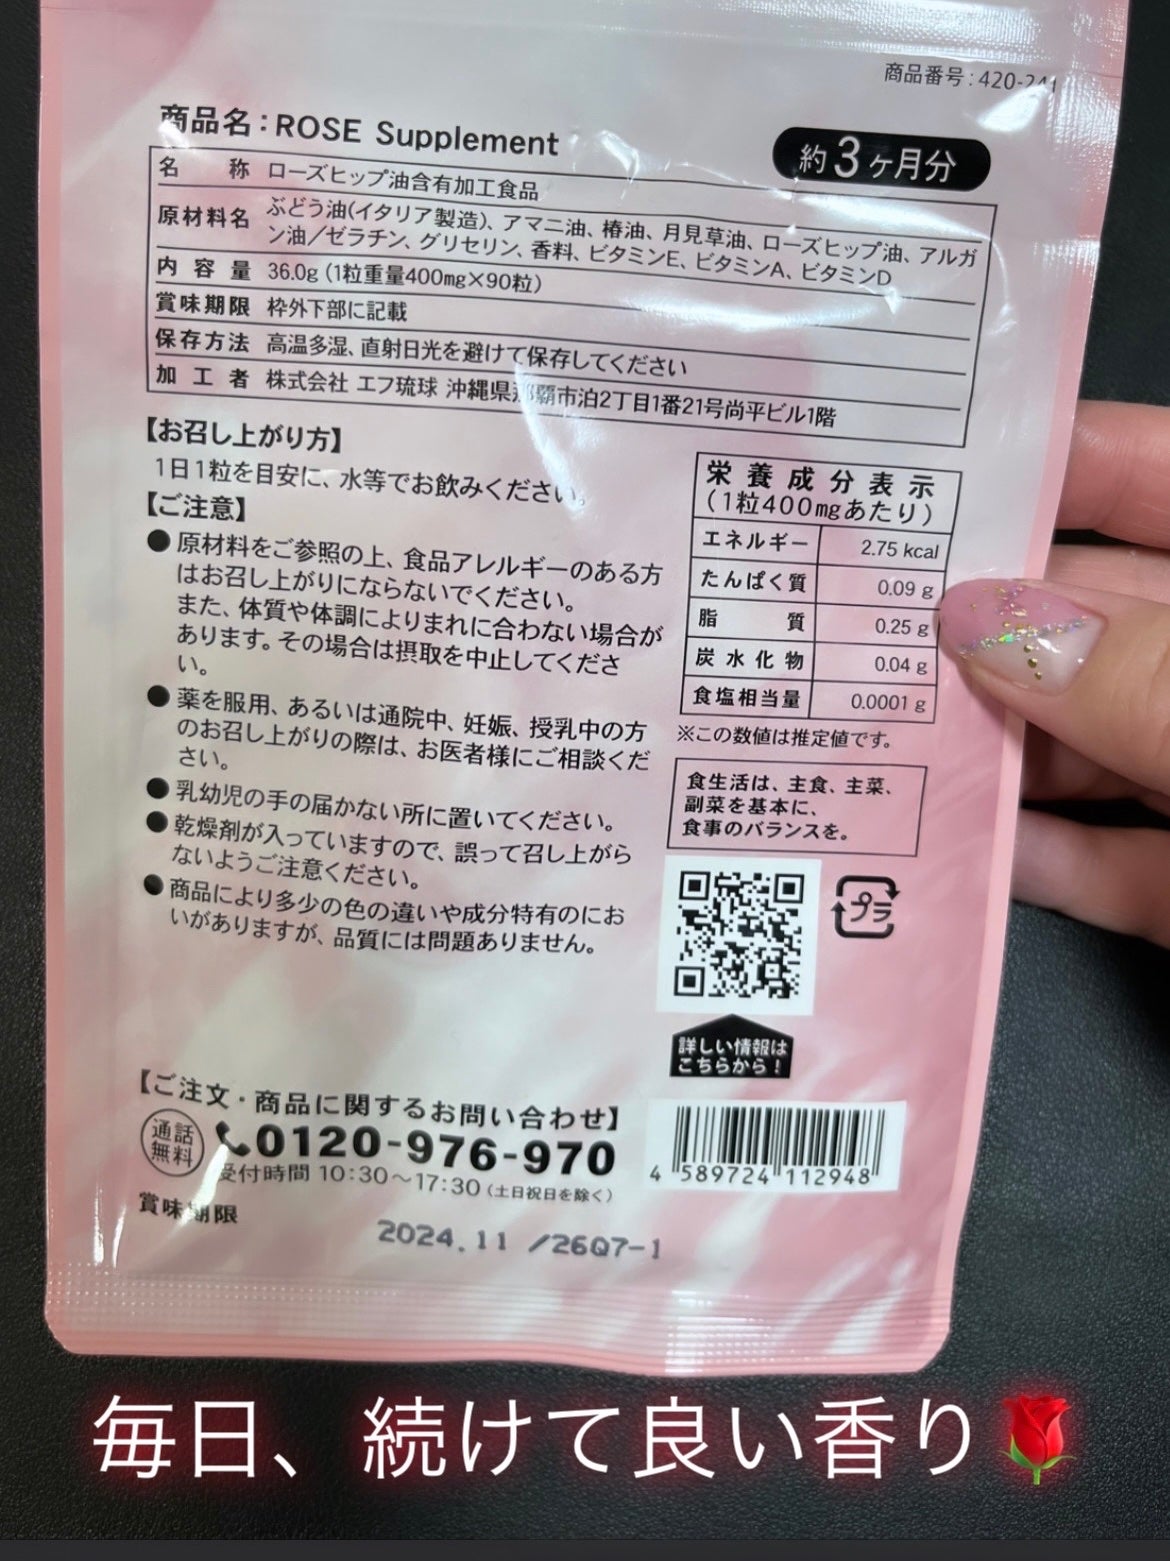 商品番号:420-241
商品名:ROSE Supplement
約3ヶ月分
名称 ローズヒップ油含有加工食品
原材料名 ぶどう油(イタリア製造)、アマニ油、椿油、月見草油、ローズヒップ油、アルガ
ン油/ゼラチン、グリセリン、香料、ビタミンE、ビタミンA、ビタミンD
内容量 36.0g(1粒重量400mg×90粒)
賞味期限 枠外下部に記載
保存方法 高温多湿、直射日光を避けて保存してください
加工者 株式会社 エフ琉球 沖縄県那覇市泊2丁目1番21号尚平ビル1階
【お召し上がり方】
1日1粒を目安に、水等でお飲みください。
【ご注意】
●原材料をご参照の上、食品アレルギーのある方
はお召し上がりにならないでください。
また、体質や体調によりまれに合わない場合が
あります。その場合は摂取を中止してくださ
い。
●薬を服用、あるいは通院中、妊娠、授乳中の方
のお召し上がりの際は、お医者様にご相談くだ
さい。
●乳幼児の手の届かない所に置いてください。
●乾燥剤が入っていますので、誤って召し上がら
ないようご注意ください。
●商品により多少の色の違いや成分特有のにお
いがありますが、品質には問題ありません。
栄養成分表示
(1粒400mgあたり)
エネルギー 2.75 kcal
たんぱく質 0.09 g
脂質 0.25 g
炭水化物 0.04 g
食塩相当量 0.0001 g
※この数値は推定値です。
食生活は、主食、主菜、
副菜を基本に、
食事のバランスを。
プラ
詳しい情報は
こちらから!
【ご注文・商品に関するお問い合わせ】
通話
無料
0120-976-970
受付時間 10:30〜17:30(土日祝日を除く)
4 589724 112948
賞味期限
2024.11 /26Q7-1
毎日、続けて良い香り🌹